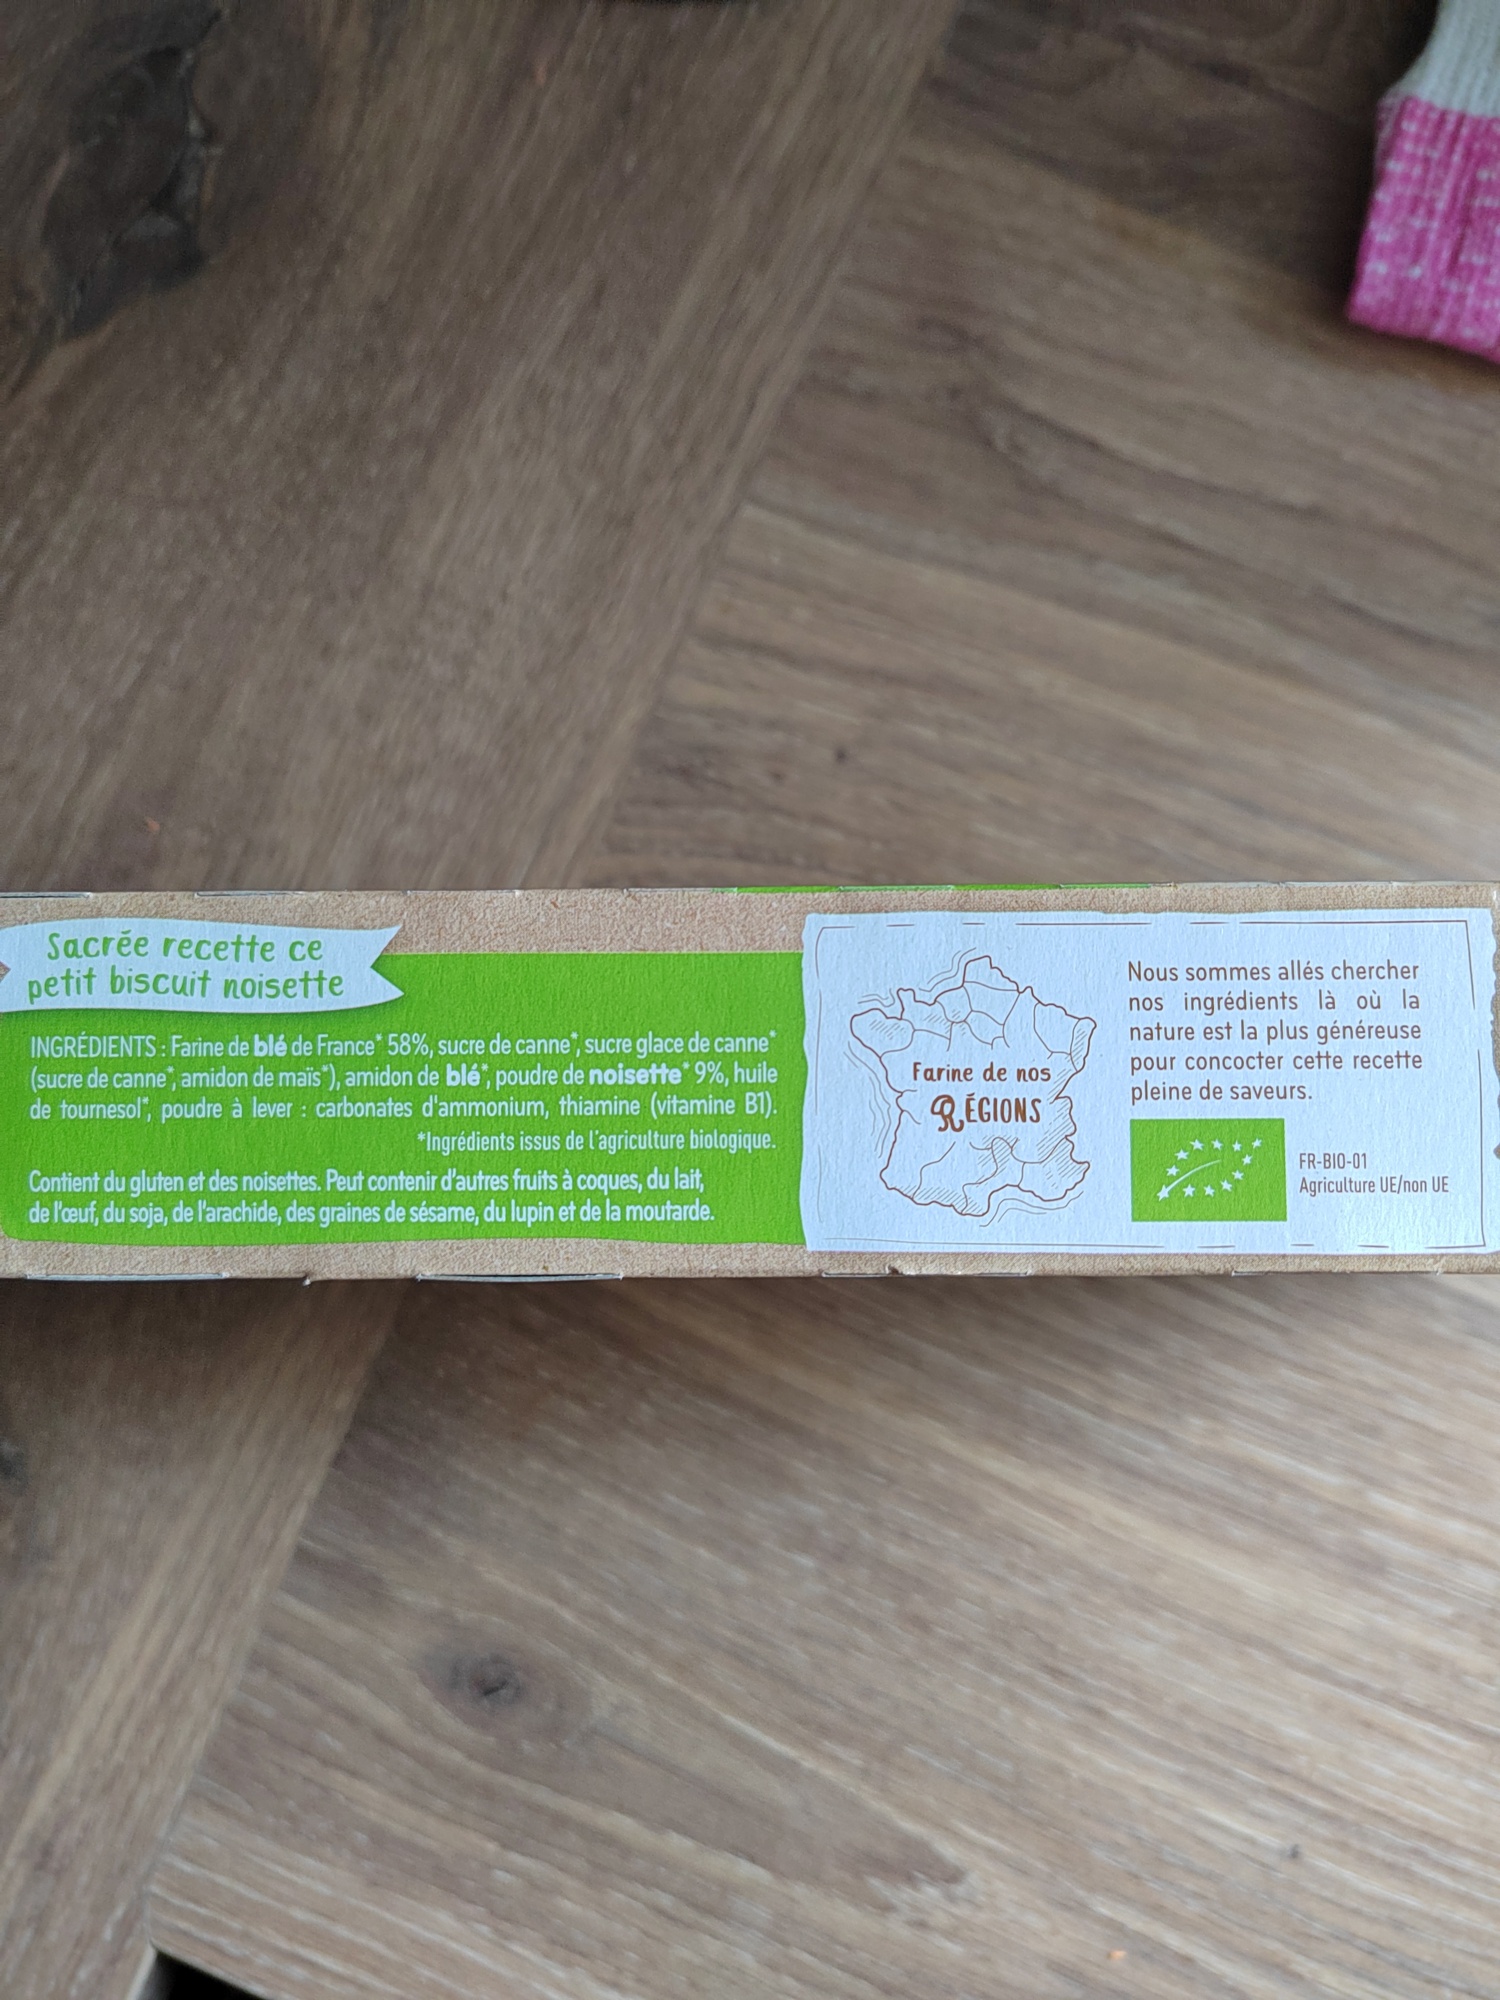 Sacrée recette ce
petit biscuit noisette
INGRÉDIENTS : Farine de blé de France* 58%, sucre de canne*, sucre glace de canne*
(sucre de canne*, amidon de maïs*), amidon de blé*, poudre de noisette* 9%, huile
de tournesol*, poudre à lever : carbonates d'ammonium, thiamine (vitamine B1).
*Ingrédients issus de l'agriculture biologique.
Contient du gluten et des noisettes. Peut contenir d'autres fruits à coques, du lait,
de l'œuf, du soja, de l'arachide, des graines de sésame, du lupin et de la moutarde.
Farine de nos
RÉGIONS
Nous sommes allés chercher
nos ingrédients là où la
nature est la plus généreuse
pour concocter cette recette
pleine de saveurs.
FR-BIO-01
Agriculture UE/non UE